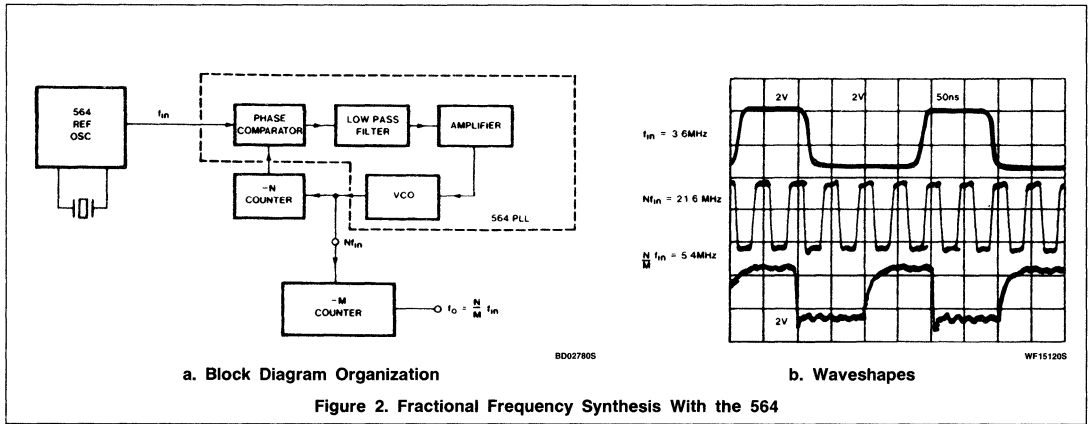 564
REF
OSC
fin
PHASE
COMPARATOR
LOW PASS
FILTER
AMPLIFIER
-N
COUNTER
VCO
564 PLL
Nfin
-M
COUNTER
fo = N/M fin
BD02780S
a. Block Diagram Organization
2V 2V 50ns
fin = 3 6MHz
Nfin = 21 6 MHz
N/M fin = 5 4MHz
2V
WF15120S
b. Waveshapes
Figure 2. Fractional Frequency Synthesis With the 564